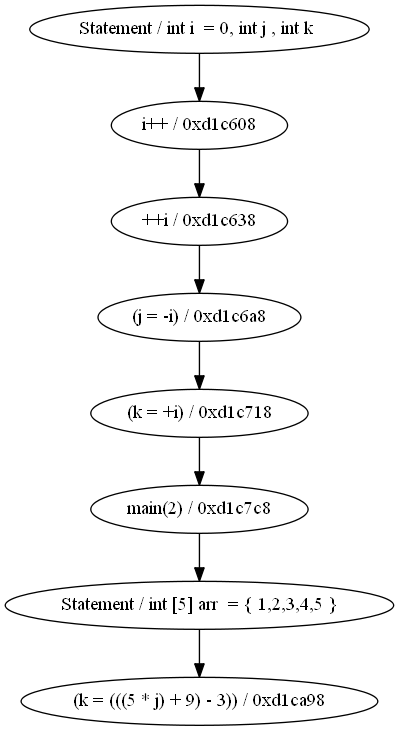 Statement / int i = 0, int j , int k
i++ / 0xd1c608
++i / 0xd1c638
(j = -i) / 0xd1c6a8
(k = +i) / 0xd1c718
main(2) / 0xd1c7c8
Statement / int [5] arr = { 1,2,3,4,5 }
(k = (((5 * j) + 9) - 3)) / 0xd1ca98